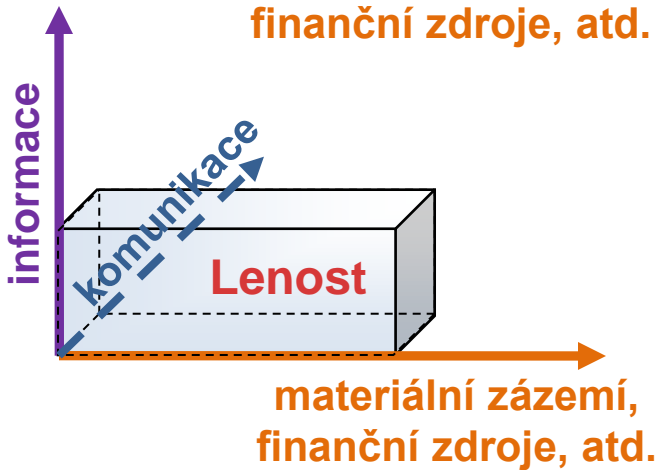 finanční zdroje, atd.
informace
komunikace
Lenost
materiální zázemí,
finanční zdroje, atd.